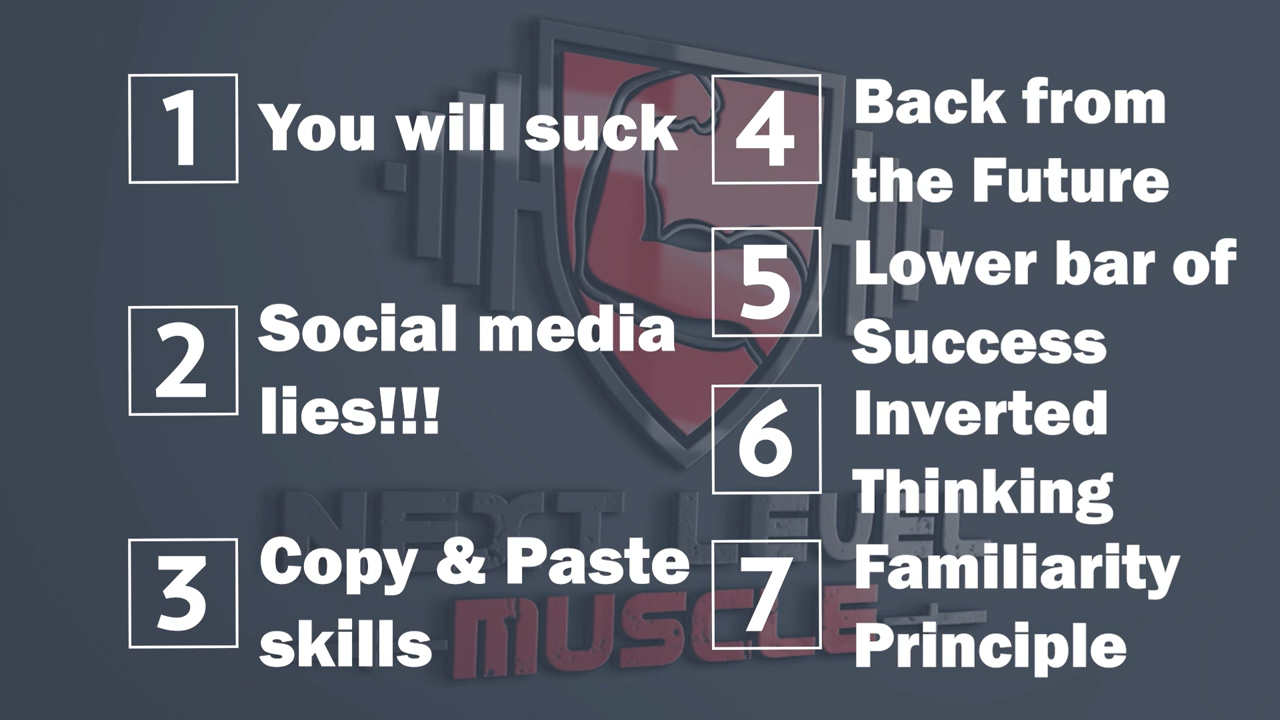 1
You will suck
2
Social media
lies!!!
3
Copy & Paste
skills
4
Back from
the Future
5
Lower bar of
Success
6
Inverted
Thinking
7
Familiarity
Principle
NEXT LEVEL
MUSCLE